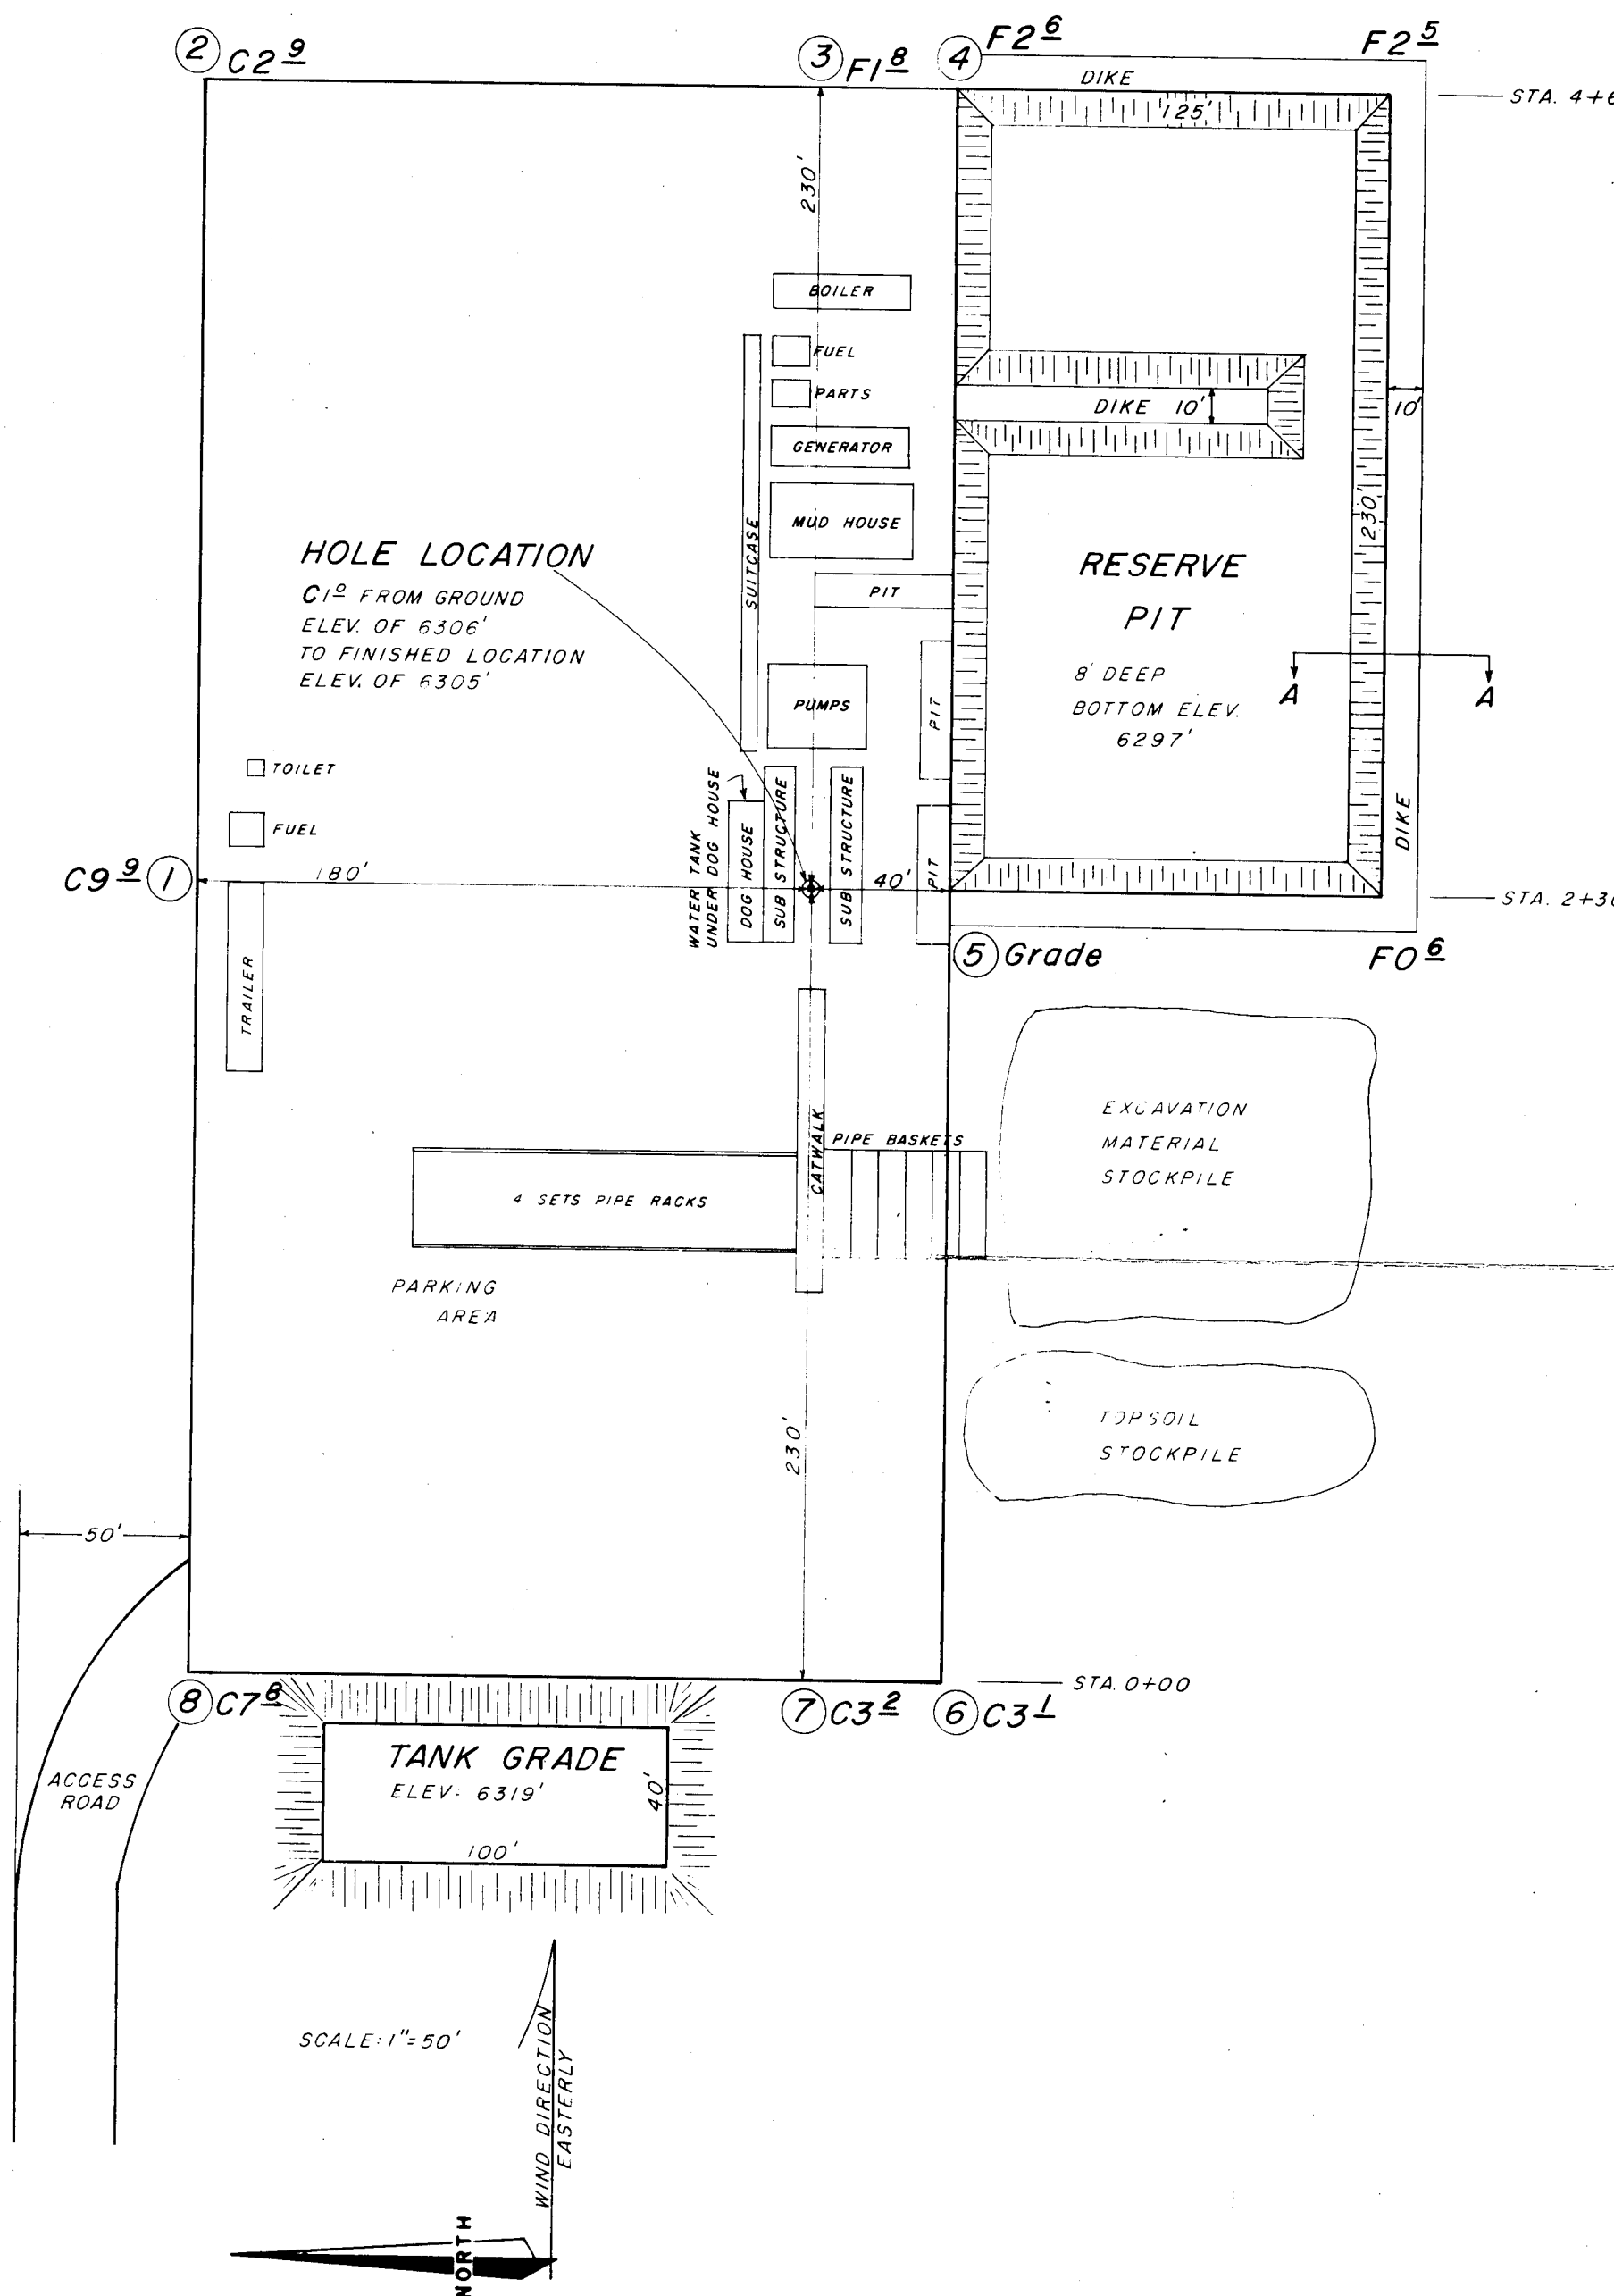 2 C2 9
3 F1 8
4 F2 6
F2 5
DIKE
125'
STA. 4+6
230'
BOILER
FUEL
PARTS
GENERATOR
MUD HOUSE
SUITCASE
PIT
PUMPS
DIKE 10'
10'
230'
HOLE LOCATION
C1 0 FROM GROUND
ELEV. OF 6306'
TO FINISHED LOCATION
ELEV. OF 6305'
RESERVE
PIT
8' DEEP
BOTTOM ELEV.
6297'
A
A
PIT
TOILET
FUEL
WATER TANK
UNDER DOG HOUSE
DOG HOUSE
SUB STRUCTURE
SUB STRUCTURE
PIT
DIKE
C9 9 1
180'
40'
STA. 2+30
5 Grade
F0 6
TRAILER
CATWALK
PIPE BASKETS
4 SETS PIPE RACKS
EXCAVATION
MATERIAL
STOCKPILE
PARKING
AREA
230'
TOPSOIL
STOCKPILE
50'
STA. 0+00
8 C7 8
7 C3 2
6 C3 1
ACCESS
ROAD
TANK GRADE
ELEV: 6319'
40'
100'
SCALE: 1"=50'
WIND DIRECTION
EASTERLY
NORTH